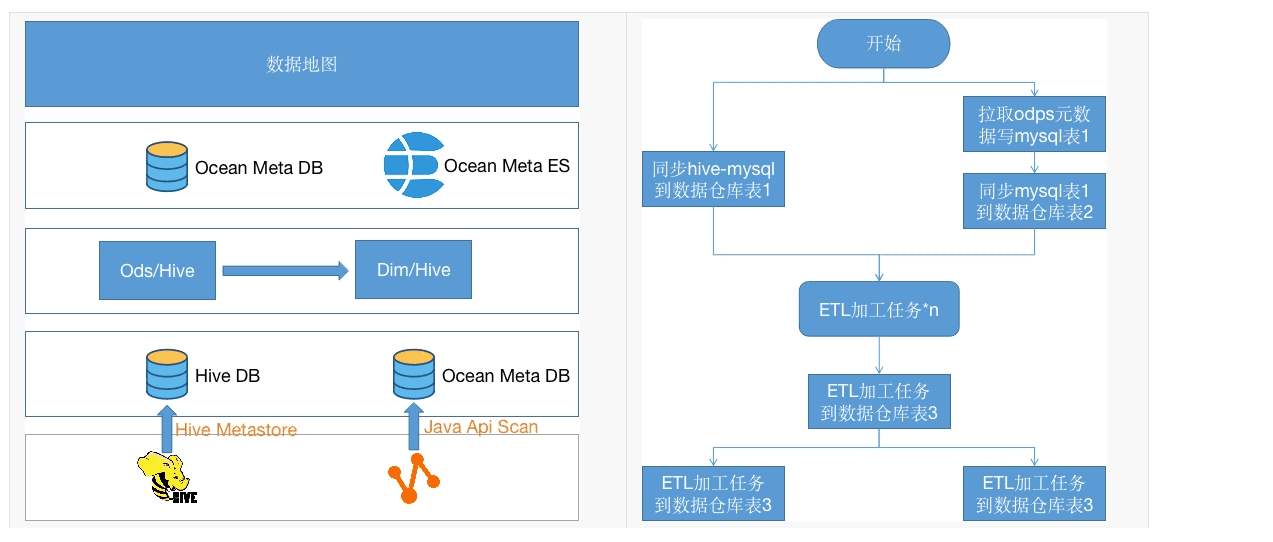 数据地图
Ocean Meta DB
Ocean Meta ES
Ods/Hive
Dim/Hive
Hive DB
Ocean Meta DB
Hive Metastore
Java Api Scan
HIVE
开始
拉取odps元数
据写mysql表1
同步hive-mysql
到数据仓库表1
同步mysql表1
到数据仓库表2
ETL加工任务*n
ETL加工任务
到数据仓库表3
ETL加工任务
到数据仓库表3
ETL加工任务
到数据仓库表3